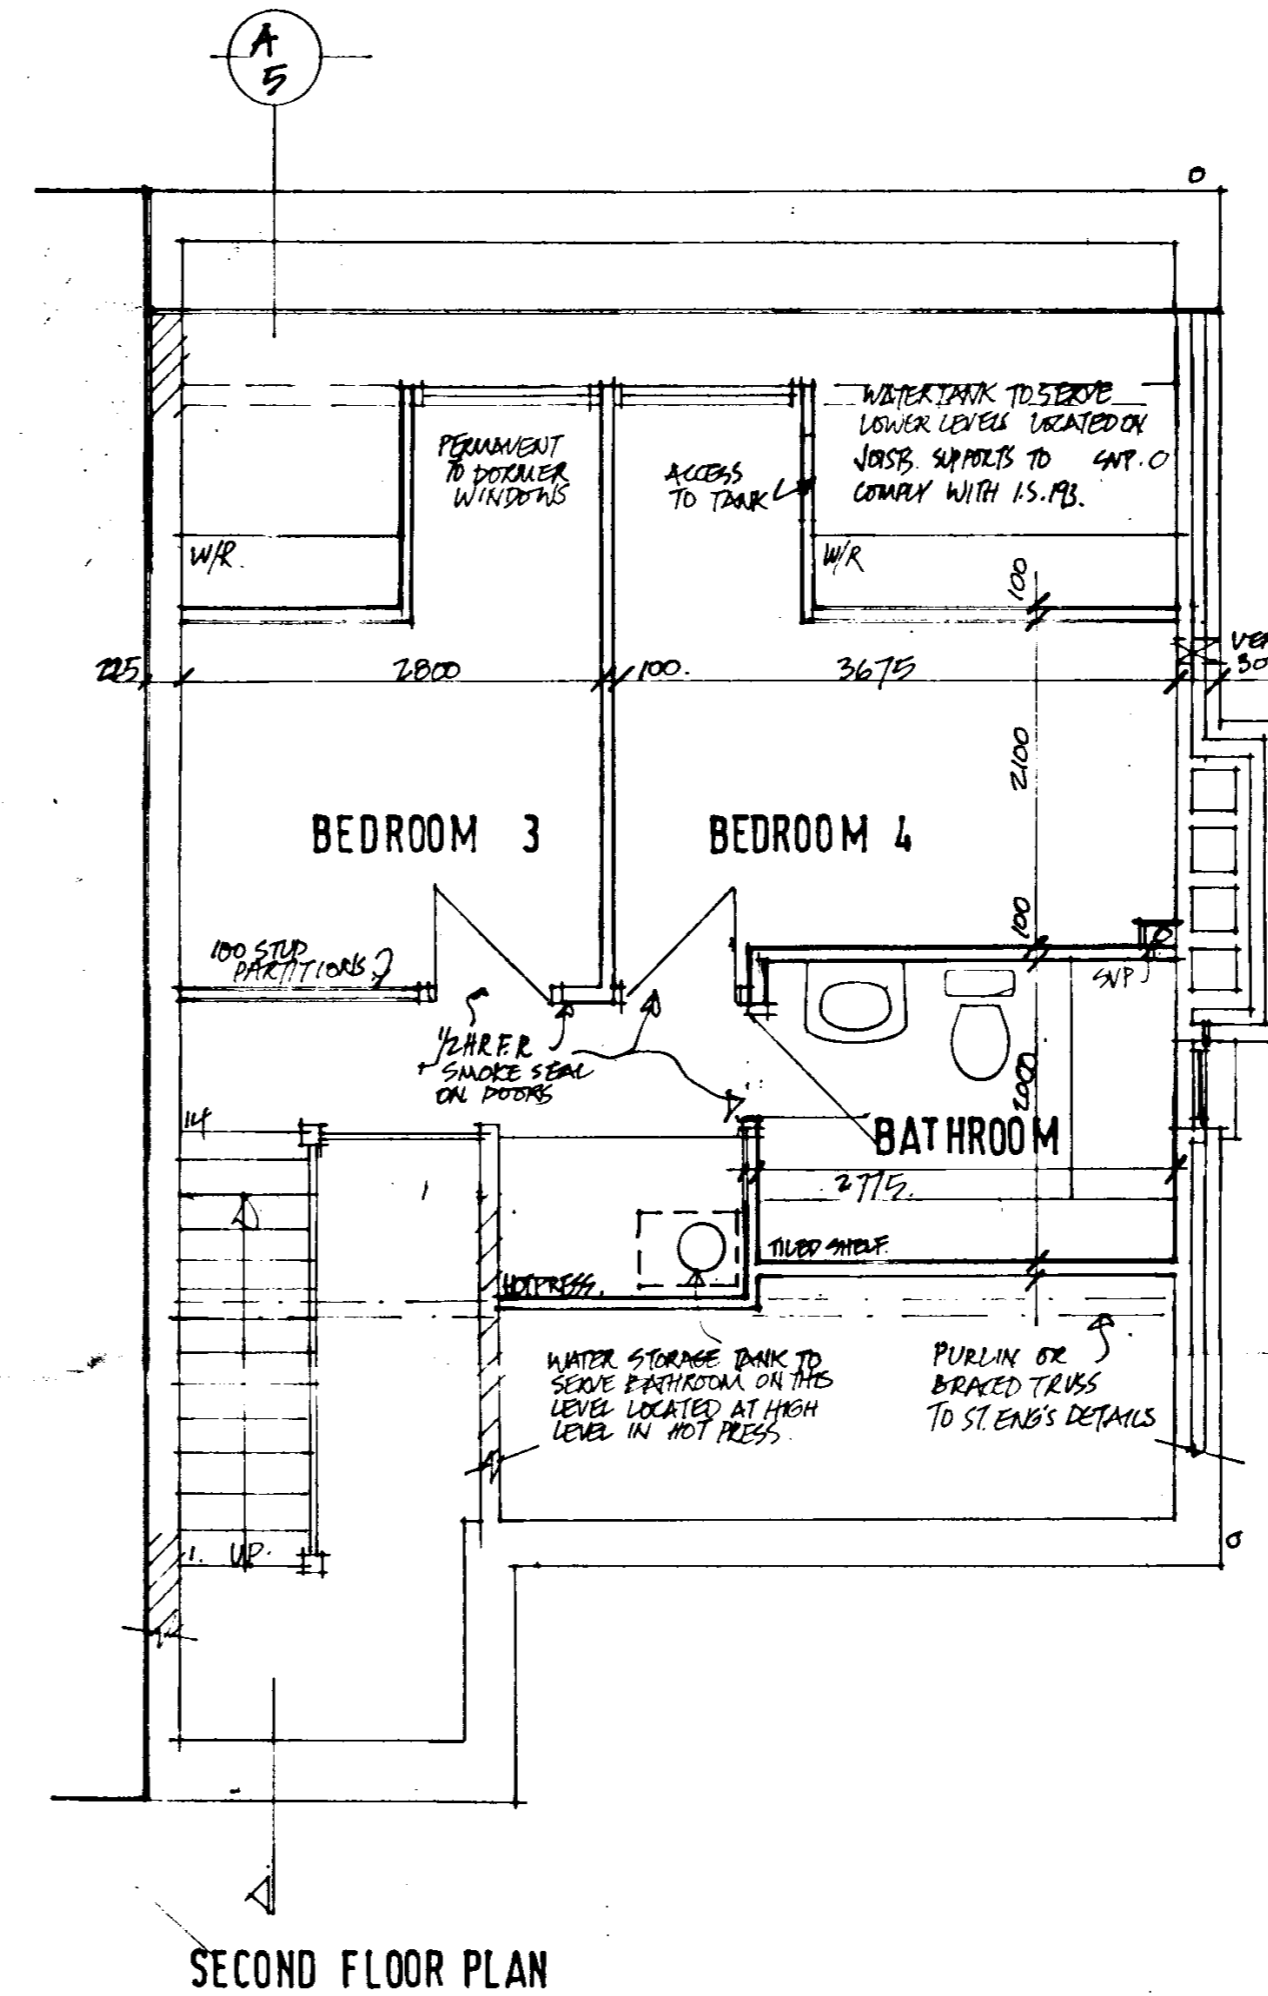 A
5
O
PERMANENT
TO DORMER
WINDOWS
ACCESS
TO TANK
WATER TANK TO SERVE
LOWER LEVELS LOCATED ON
JOISTS. SUPPORTS TO
COMPLY WITH I.S. 193.
SVP. O
W/R.
W/R
100
225
2800
100.
3675
VE
30
2100
BEDROOM 3
BEDROOM 4
100
100 STUD
PARTITIONS
SVP
1/2 HR F.R
+ SMOKE SEAL
ON DOORS
2000
14
BATHROOM
2775.
TILED SHELF.
HOTPRESS.
WATER STORAGE TANK TO
SERVE BATHROOM ON THIS
LEVEL LOCATED AT HIGH
LEVEL IN HOT PRESS.
PURLIN OR
BRACED TRUSS
TO ST. ENG'S DETAILS
1. UP.
O
SECOND FLOOR PLAN